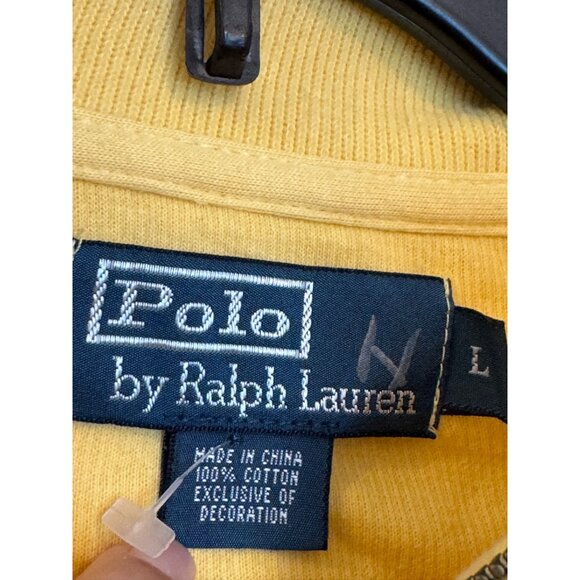 Polo
by Ralph Lauren
L
MADE IN CHINA
100% COTTON
EXCLUSIVE OF
DECORATION